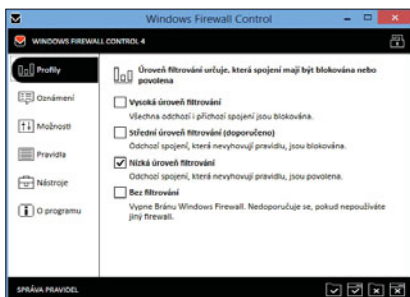 Windows Firewall Control
WINDOWS FIREWALL CONTROL 4
Profily
Oznámení
Možnosti
Pravidla
Nástroje
O programu
Úroveň filtrování určuje, která spojení mají být blokována nebo
povolena
Vysoká úroveň filtrování
Všechna odchozí i příchozí spojení jsou blokována.
Střední úroveň filtrování (doporučeno)
Odchozí spojení, která nevyhovují pravidlu, jsou blokována.
Nízká úroveň filtrování
Odchozí spojení, která nevyhovují pravidlu, jsou povolena.
Bez filtrování
Vypne Bránu Windows Firewall. Nedoporučuje se, pokud nepoužíváte
jiný firewall.
SPRÁVA PRAVIDEL